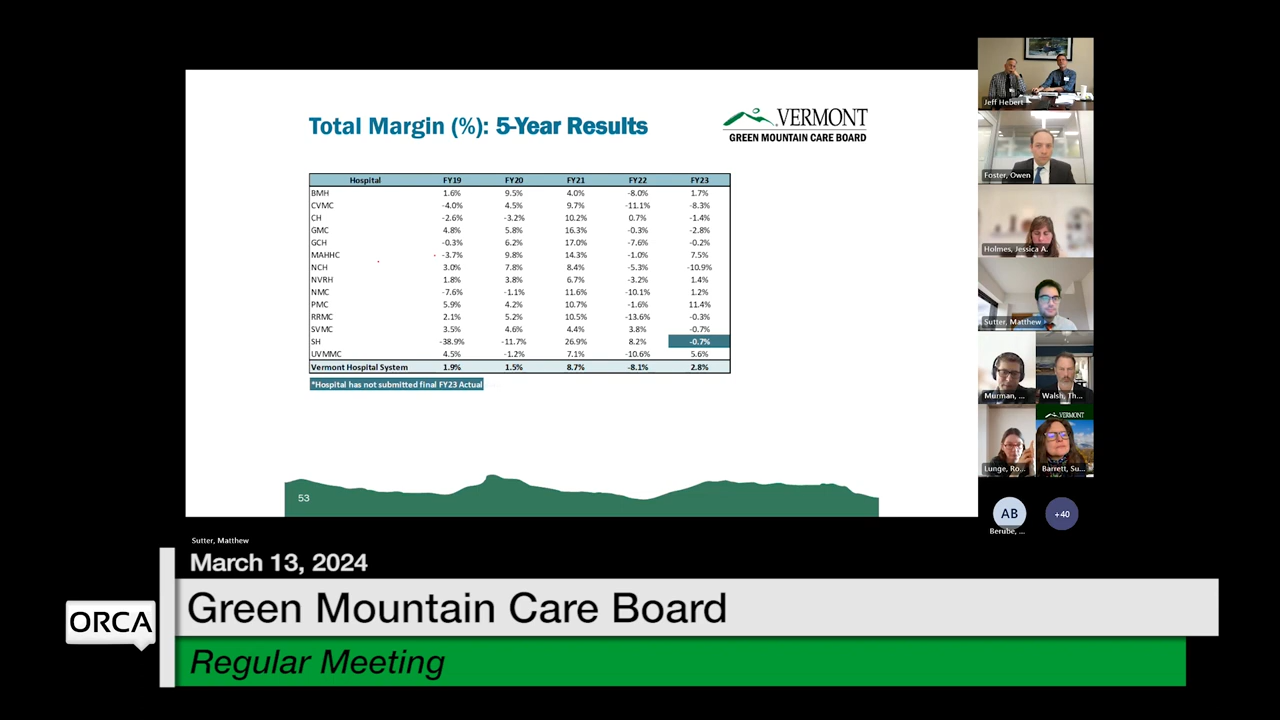 Total Margin (%): 5-Year Results
VERMONT
GREEN MOUNTAIN CARE BOARD
Hospital FY19 FY20 FY21 FY22 FY23
BMH 1.6% 9.5% 4.0% -8.0% 1.7%
CVMC -4.0% 4.5% 9.7% -11.1% -8.3%
CH -2.6% -3.2% 10.2% 0.7% -1.4%
GMC 4.8% 5.8% 16.3% -0.3% -2.8%
GCH -0.3% 6.2% 17.0% -7.6% -0.2%
MAHHC -3.7% 9.8% 14.3% -1.0% 7.5%
NCH 3.0% 7.8% 8.4% -5.3% -10.9%
NVRH 1.8% 3.8% 6.7% -3.2% 1.4%
NMC -7.6% -1.1% 11.6% -10.1% 1.2%
PMC 5.9% 4.2% 10.7% -1.6% 11.4%
RRMC 2.1% 5.2% 10.5% -13.6% -0.3%
SVMC 3.5% 4.6% 4.4% 3.8% -0.7%
SH -38.9% -11.7% 26.9% 8.2% -0.7%
UVMMC 4.5% -1.2% 7.1% -10.6% 5.6%
Vermont Hospital System 1.9% 1.5% 8.7% -8.1% 2.8%
*Hospital has not submitted final FY23 Actual
53
Jeff Hebert
Foster, Owen
Holmes, Jessica A.
Sutter, Matthew
Murman, ...
Walsh, Th...
VERMONT
Lunge, Ro...
Barrett, Su...
AB
+40
Berube, ...
Sutter, Matthew
March 13, 2024
ORCA
Green Mountain Care Board
Regular Meeting